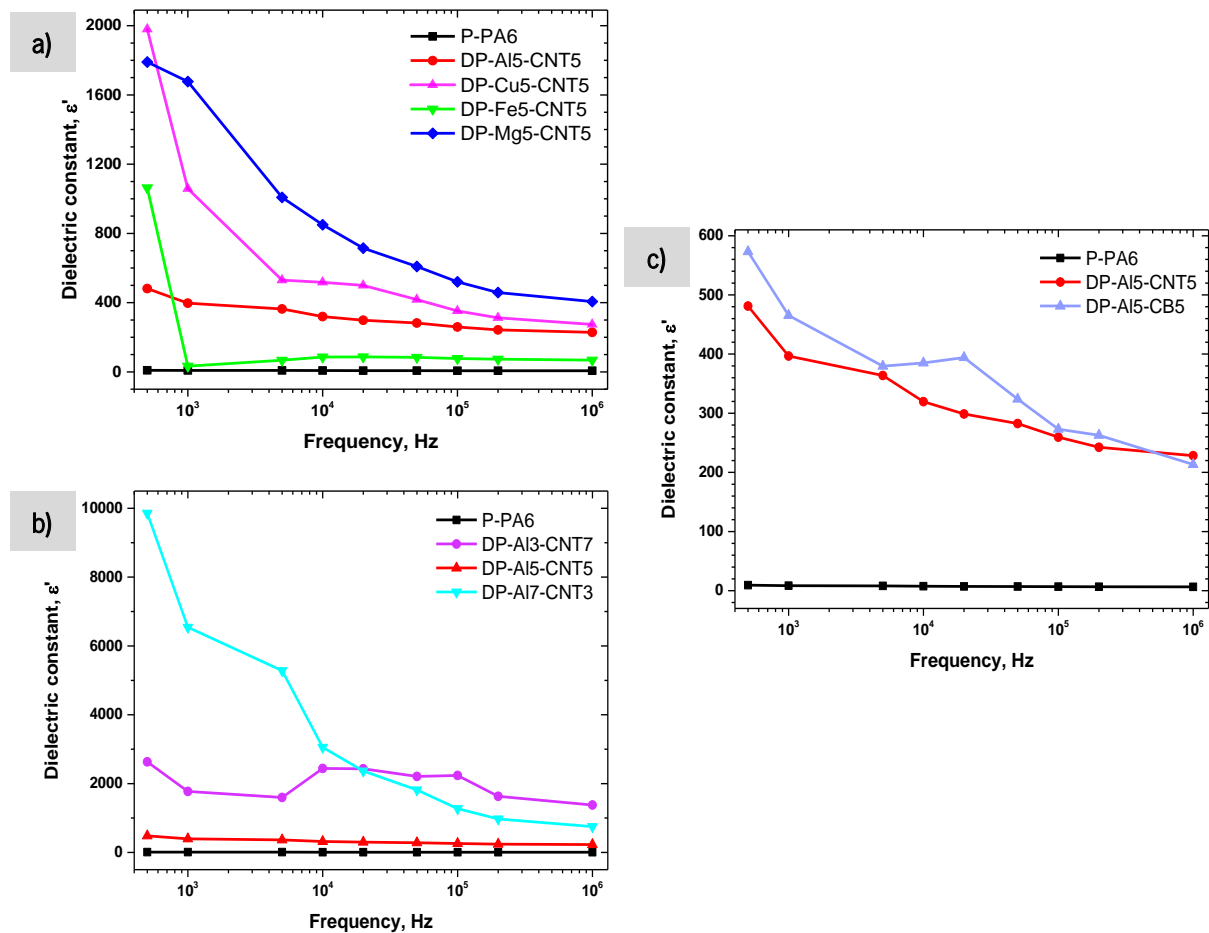 a)
2000
1600
1200
800
400
0
Dielectric constant, ε'
P-PA6
DP-Al5-CNT5
DP-Cu5-CNT5
DP-Fe5-CNT5
DP-Mg5-CNT5
10³ 10⁴ 10⁵ 10⁶
Frequency, Hz
b)
10000
8000
6000
4000
2000
0
Dielectric constant, ε'
P-PA6
DP-Al3-CNT7
DP-Al5-CNT5
DP-Al7-CNT3
10³ 10⁴ 10⁵ 10⁶
Frequency, Hz
c)
600
500
400
300
200
100
0
Dielectric constant, ε'
P-PA6
DP-Al5-CNT5
DP-Al5-CB5
10³ 10⁴ 10⁵ 10⁶
Frequency, Hz